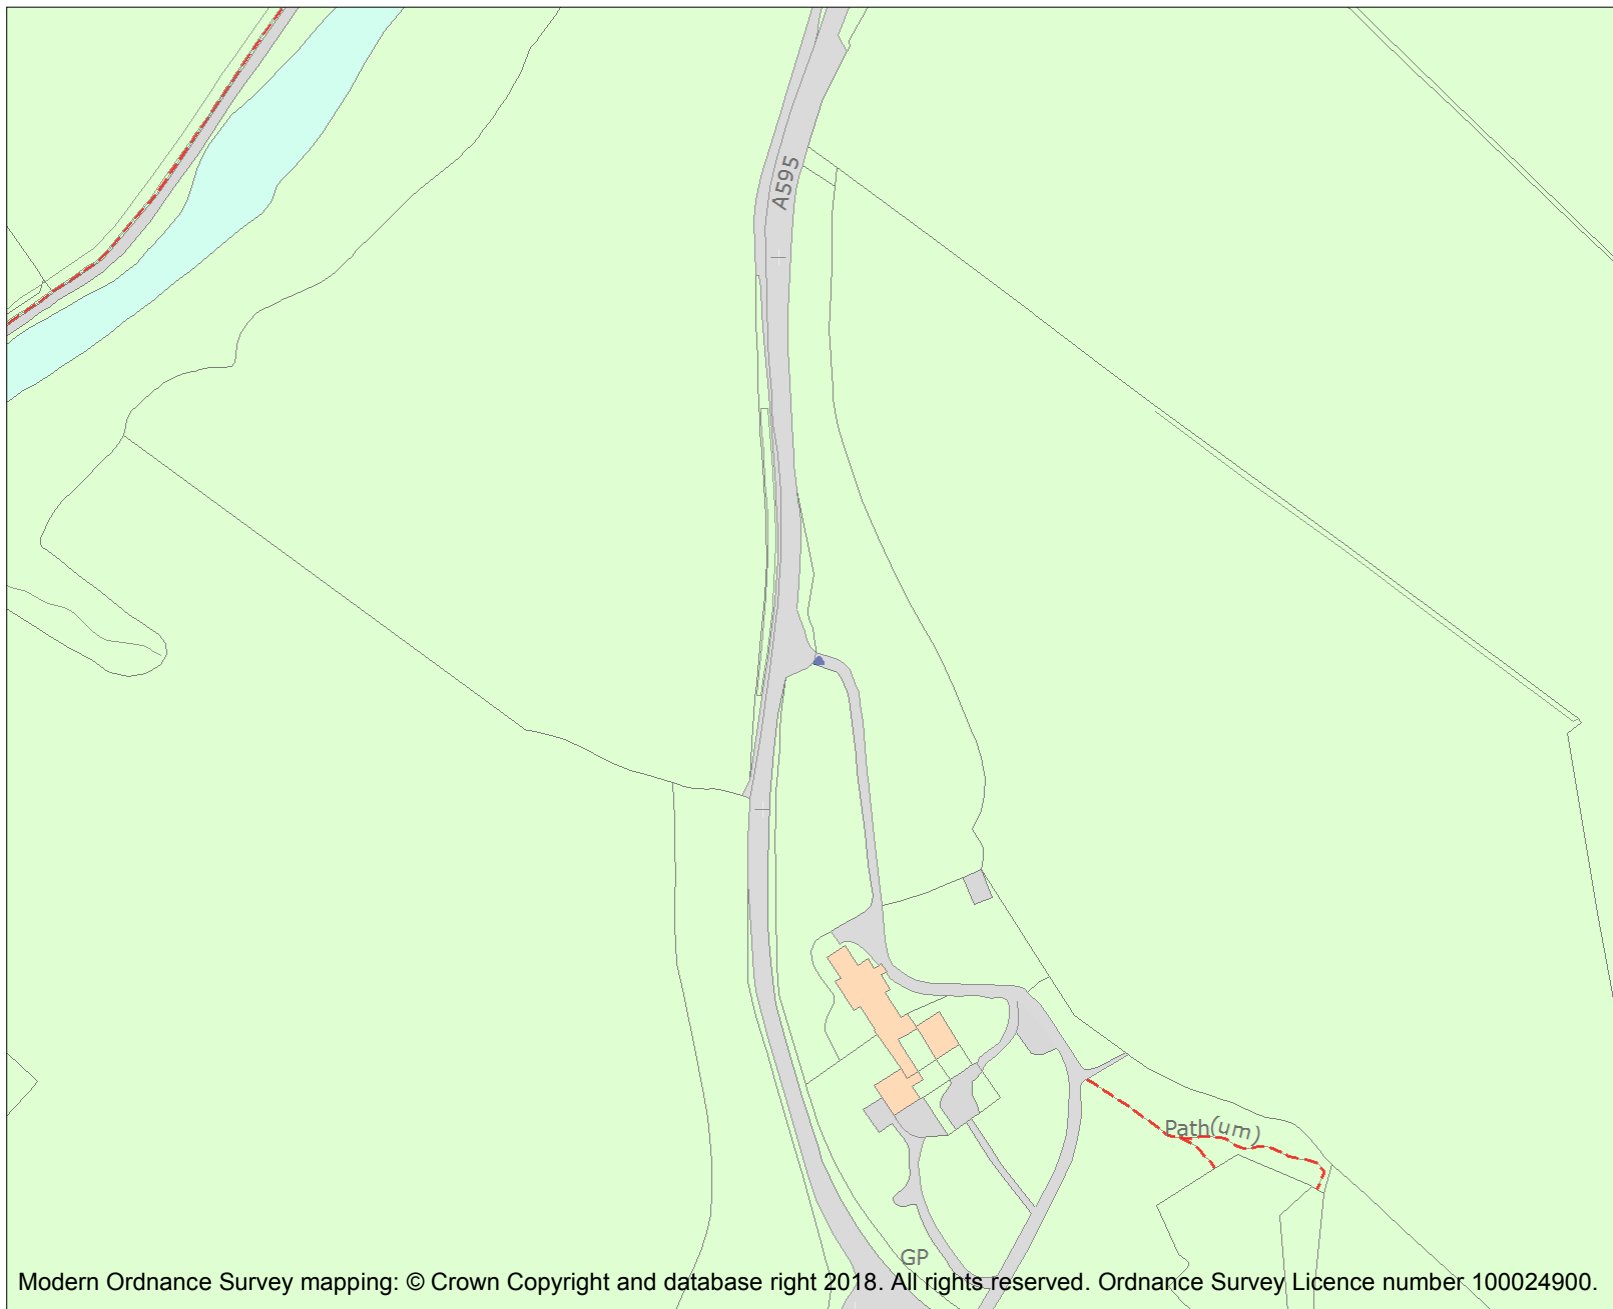 A595
Path(um)
GP
Modern Ordnance Survey mapping: © Crown Copyright and database right 2018. All rights reserved. Ordnance Survey Licence number 100024900.